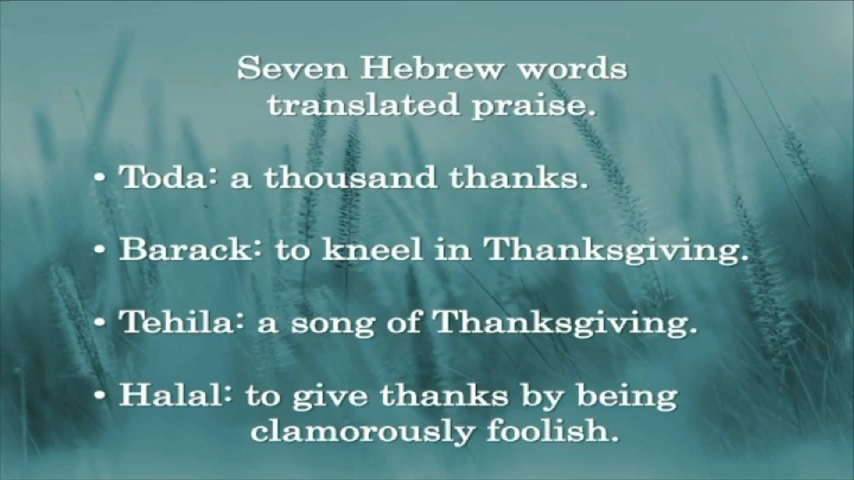 Seven Hebrew words
translated praise.
• Toda: a thousand thanks.
• Barack: to kneel in Thanksgiving.
• Tehila: a song of Thanksgiving.
• Halal: to give thanks by being
clamorously foolish.